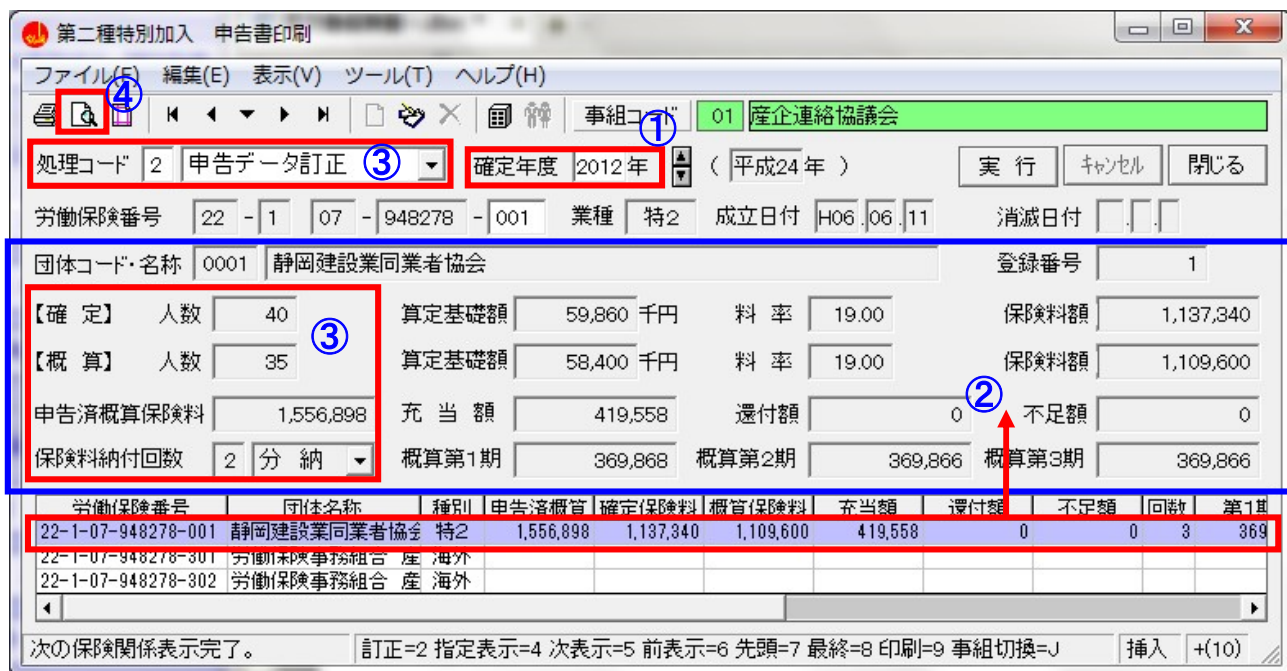 第二種特別加入 申告書印刷
ファイル(F) 編集(E) 表示(V) ツール(T) ヘルプ(H)
④ 事組コード 01 産企連絡協議会
①
処理コード 2 申告データ訂正 ③ 確定年度 2012年 ( 平成24年 ) 実 行 キャンセル 閉じる
労働保険番号 22 - 1 07 - 948278 - 001 業種 特2 成立日付 H06 .06 .11 消滅日付 . .
団体コード・名称 0001 静岡建設業同業者協会 登録番号 1
【確 定】 人数 40 算定基礎額 59,860 千円 料 率 19.00 保険料額 1,137,340
③
【概 算】 人数 35 算定基礎額 58,400 千円 料 率 19.00 保険料額 1,109,600
②
申告済概算保険料 1,556,898 充 当 額 419,558 還付額 0 不足額 0
保険料納付回数 2 分 納 概算第1期 369,868 概算第2期 369,866 概算第3期 369,866
労働保険番号 団体名称 種別 申告済概算 確定保険料 概算保険料 充当額 還付額 不足額 回数 第1期
22-1-07-948278-001 静岡建設業同業者協会 特2 1,556,898 1,137,340 1,109,600 419,558 0 0 3 369
22-1-07-948278-301 労働保険事務組合 産 海外
22-1-07-948278-302 労働保険事務組合 産 海外
次の保険関係表示完了。 訂正=2 指定表示=4 次表示=5 前表示=6 先頭=7 最終=8 印刷=9 事組切換=J 挿入 +(10)